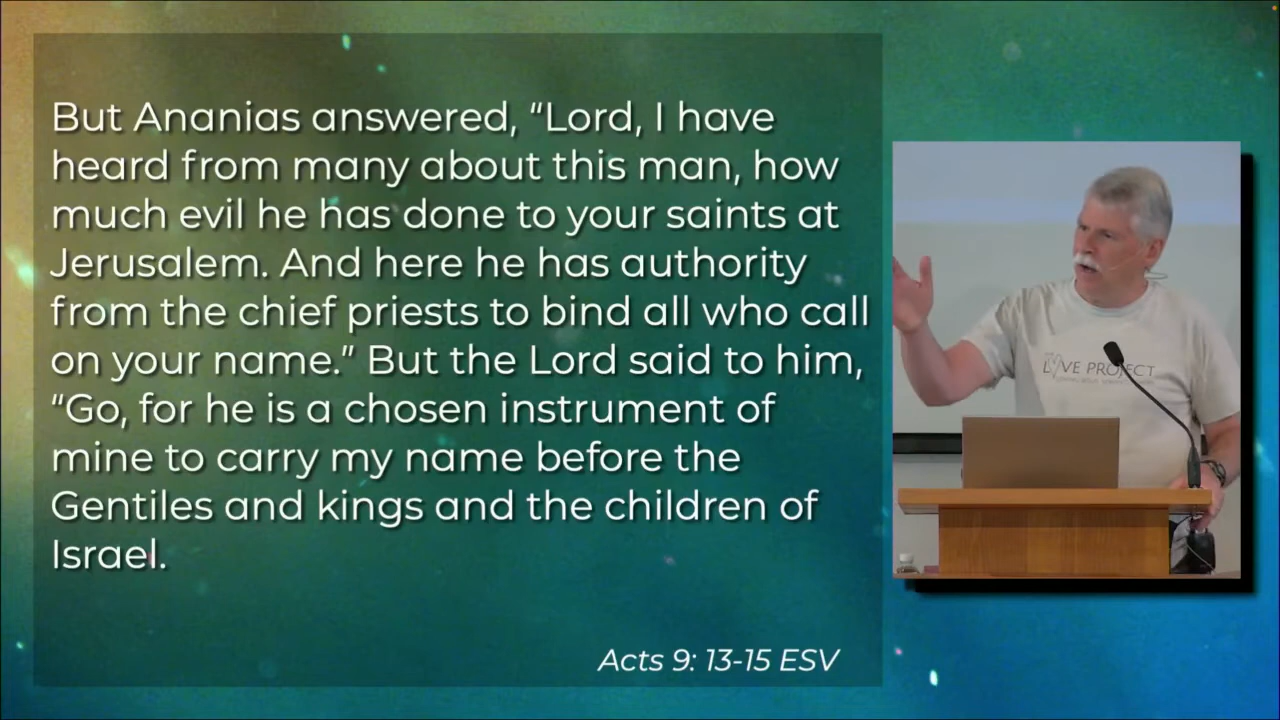 But Ananias answered, “Lord, I have
heard from many about this man, how
much evil he has done to your saints at
Jerusalem. And here he has authority
from the chief priests to bind all who call
on your name.” But the Lord said to him,
“Go, for he is a chosen instrument of
mine to carry my name before the
Gentiles and kings and the children of
Israel.
Acts 9: 13-15 ESV
LOVE PROJECT